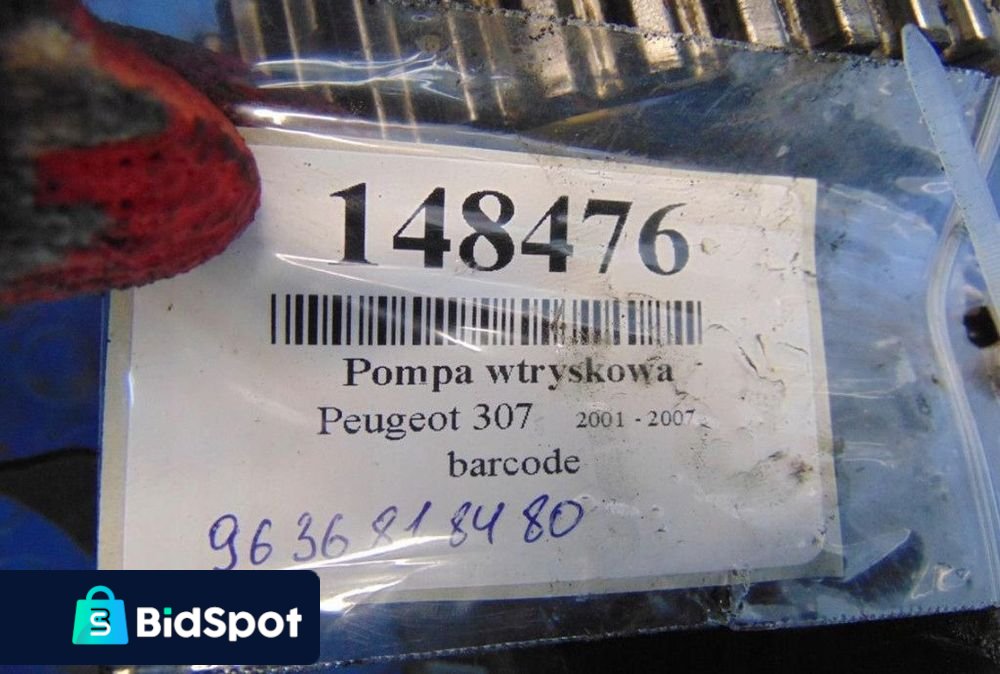 148476
Pompa wtryskowa
Peugeot 307 2001 - 2007
barcode
9636818480
BidSpot